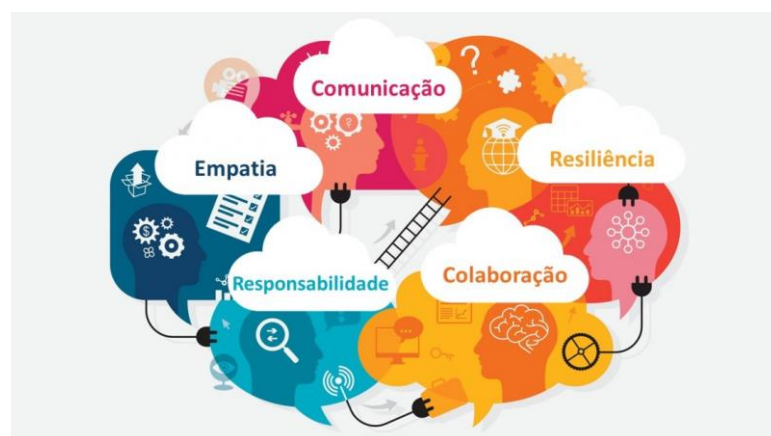 Comunicação
Empatia
Resiliência
Responsabilidade
Colaboração